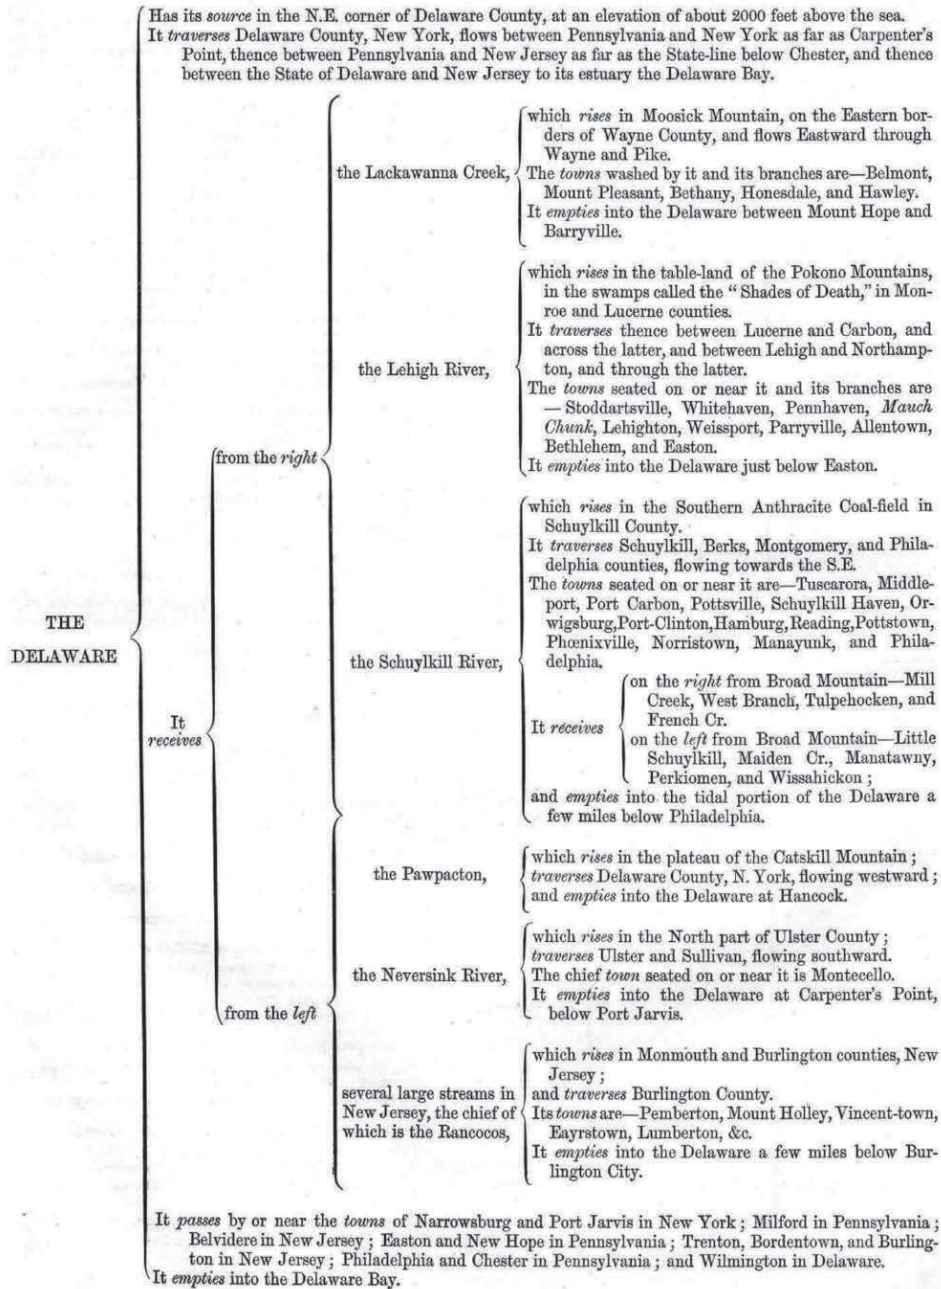 Has its source in the N.E. corner of Delaware County, at an elevation of about 2000 feet above the sea.
It traverses Delaware County, New York, flows between Pennsylvania and New York as far as Carpenter's
Point, thence between Pennsylvania and New Jersey as far as the State-line below Chester, and thence
between the State of Delaware and New Jersey to its estuary the Delaware Bay.
THE
DELAWARE
It
receives
from the right
the Lackawanna Creek,
which rises in Moosick Mountain, on the Eastern bor-
ders of Wayne County, and flows Eastward through
Wayne and Pike.
The towns washed by it and its branches are—Belmont,
Mount Pleasant, Bethany, Honesdale, and Hawley.
It empties into the Delaware between Mount Hope and
Barryville.
the Lehigh River,
which rises in the table-land of the Pokono Mountains,
in the swamps called the "Shades of Death," in Mon-
roe and Lucerne counties.
It traverses thence between Lucerne and Carbon, and
across the latter, and between Lehigh and Northamp-
ton, and through the latter.
The towns seated on or near it and its branches are
— Stoddartsville, Whitehaven, Pennhaven, Mauch
Chunk, Lehighton, Weissport, Parryville, Allentown,
Bethlehem, and Easton.
It empties into the Delaware just below Easton.
the Schuylkill River,
which rises in the Southern Anthracite Coal-field in
Schuylkill County.
It traverses Schuylkill, Berks, Montgomery, and Phila-
delphia counties, flowing towards the S.E.
The towns seated on or near it are—Tuscarora, Middle-
port, Port Carbon, Pottsville, Schuylkill Haven, Or-
wigsburg, Port-Clinton, Hamburg, Reading, Pottstown,
Phœnixville, Norristown, Manayunk, and Phila-
delphia.
It receives
on the right from Broad Mountain—Mill
Creek, West Branch, Tulpehocken, and
French Cr.
on the left from Broad Mountain—Little
Schuylkill, Maiden Cr., Manatawny,
Perkiomen, and Wissahickon ;
and empties into the tidal portion of the Delaware a
few miles below Philadelphia.
from the left
the Pawpacton,
which rises in the plateau of the Catskill Mountain ;
traverses Delaware County, N. York, flowing westward ;
and empties into the Delaware at Hancock.
the Neversink River,
which rises in the North part of Ulster County ;
traverses Ulster and Sullivan, flowing southward.
The chief town seated on or near it is Montecello.
It empties into the Delaware at Carpenter's Point,
below Port Jarvis.
several large streams in
New Jersey, the chief of
which is the Rancocos,
which rises in Monmouth and Burlington counties, New
Jersey ;
and traverses Burlington County.
Its towns are—Pemberton, Mount Holley, Vincent-town,
Eayrstown, Lumberton, &c.
It empties into the Delaware a few miles below Bur-
lington City.
It passes by or near the towns of Narrowsburg and Port Jarvis in New York ; Milford in Pennsylvania ;
Belvidere in New Jersey ; Easton and New Hope in Pennsylvania ; Trenton, Bordentown, and Burling-
ton in New Jersey ; Philadelphia and Chester in Pennsylvania ; and Wilmington in Delaware.
It empties into the Delaware Bay.